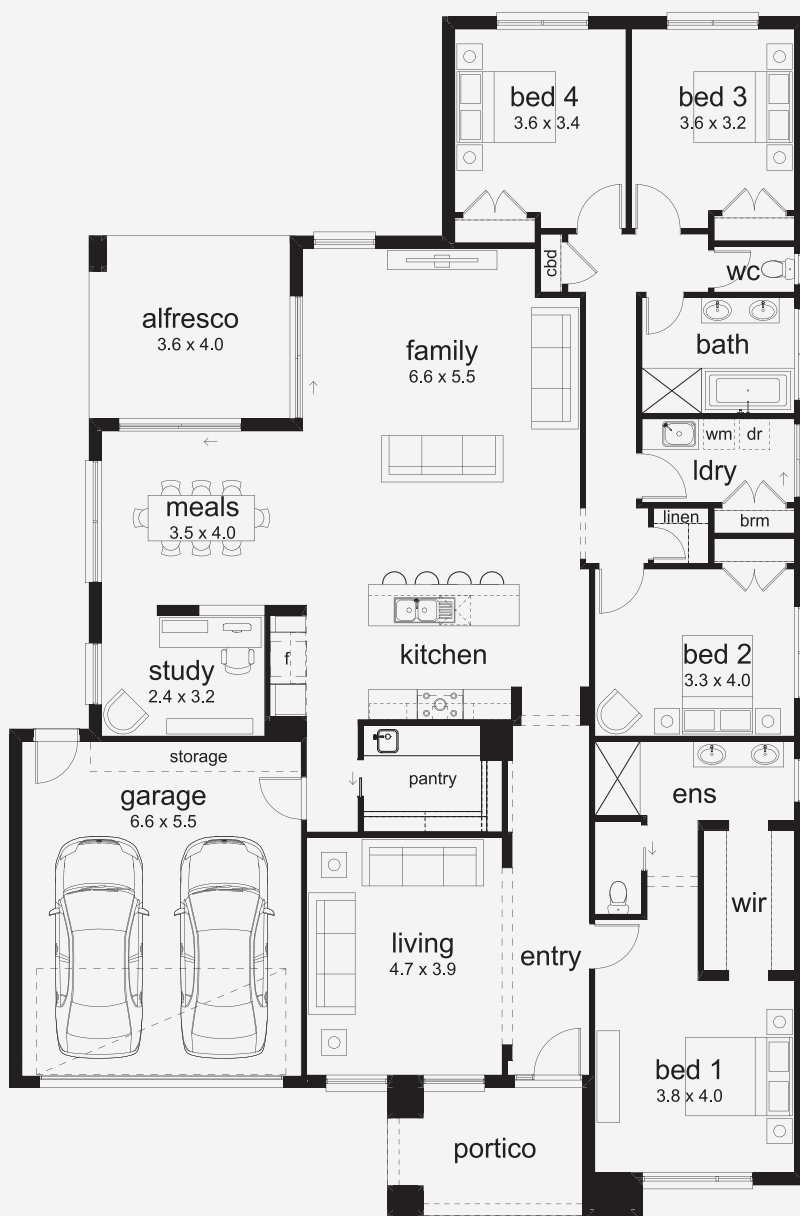 bed 4
3.6 x 3.4
bed 3
3.6 x 3.2
cbd
wc
alfresco
3.6 x 4.0
family
6.6 x 5.5
bath
wm
dr
ldry
meals
3.5 x 4.0
linen
brm
f
kitchen
study
2.4 x 3.2
bed 2
3.3 x 4.0
storage
garage
6.6 x 5.5
pantry
ens
wir
living
4.7 x 3.9
entry
bed 1
3.8 x 4.0
portico